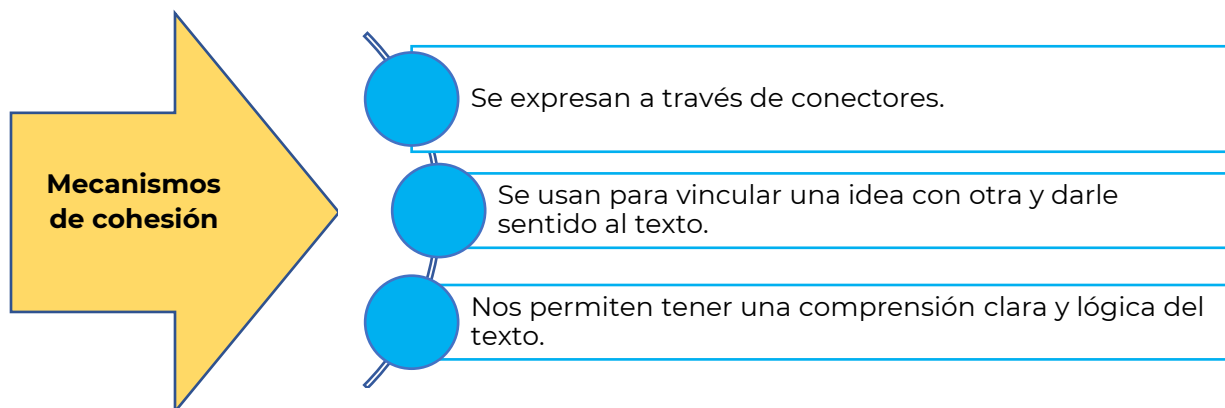 Mecanismos
de cohesión
Se expresan a través de conectores.
Se usan para vincular una idea con otra y darle
sentido al texto.
Nos permiten tener una comprensión clara y lógica del
texto.